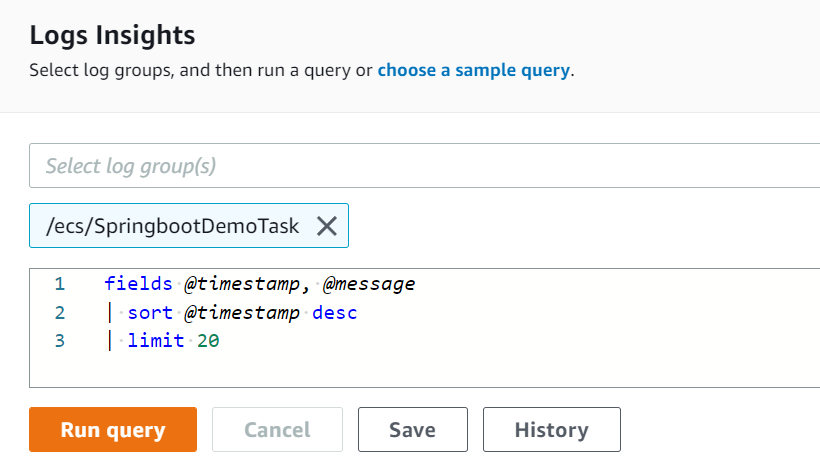 Logs Insights
Select log groups, and then run a query or choose a sample query.
Select log group(s)
/ecs/SpringbootDemoTask
1 fields @timestamp, @message
2 | sort @timestamp desc
3 | limit 20
Run query Cancel Save History